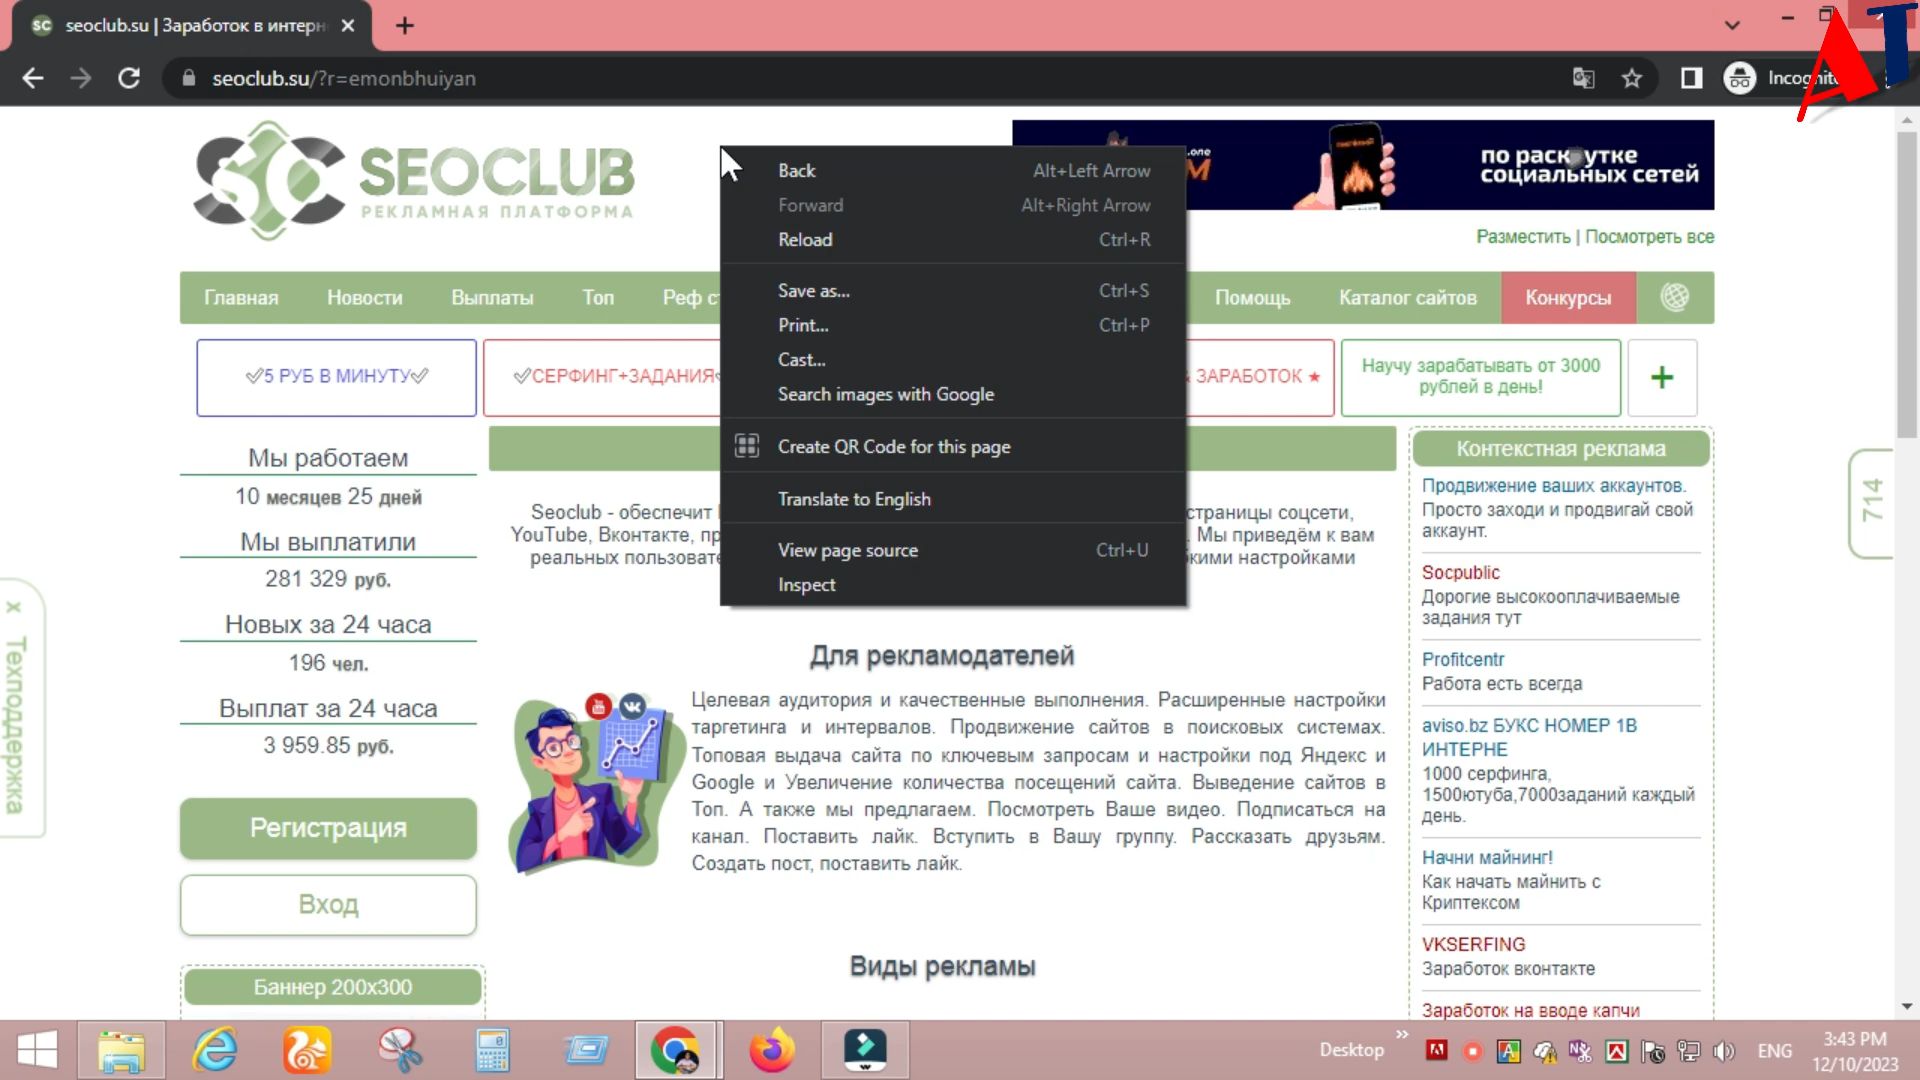 SC
seoclub.su | Заработок в интерн
seoclub.su/?r=emonbhuiyan
AT
SEOCLUB
РЕКЛАМНАЯ ПЛАТФОРМА
.one
по раскрутке
социальных сетей
Разместить | Посмотреть все
Главная
Новости
Выплаты
Топ
Реф
Помощь
Каталог сайтов
Конкурсы
Back Alt+Left Arrow
Forward Alt+Right Arrow
Reload Ctrl+R
Save as... Ctrl+S
Print... Ctrl+P
Cast...
Search images with Google
Create QR Code for this page
Translate to English
View page source Ctrl+U
Inspect
✅5 РУБ В МИНУТУ✅
✅СЕРФИНГ+ЗАДАНИЯ
ЗАРАБОТОК ★
Научу зарабатывать от 3000
рублей в день!
+
Мы работаем
10 месяцев 25 дней
Мы выплатили
281 329 руб.
Новых за 24 часа
196 чел.
Выплат за 24 часа
3 959.85 руб.
Регистрация
Вход
Баннер 200x300
x Техподдержка
Seoclub - обеспечит страницы соцсети,
YouTube, Вконтакте, Мы приведём к вам
реальных настройками
Для рекламодателей
Целевая аудитория и качественные выполнения. Расширенные настройки
таргетинга и интервалов. Продвижение сайтов в поисковых системах.
Топовая выдача сайта по ключевым запросам и настройки под Яндекс и
Google и Увеличение количества посещений сайта. Выведение сайтов в
Топ. А также мы предлагаем. Посмотреть Ваше видео. Подписаться на
канал. Поставить лайк. Вступить в Вашу группу. Рассказать друзьям.
Создать пост, поставить лайк.
Виды рекламы
Контекстная реклама
Продвижение ваших аккаунтов.
Просто заходи и продвигай свой
аккаунт.
Socpublic
Дорогие высокооплачиваемые
задания тут
Profitcentr
Работа есть всегда
aviso.bz БУКС НОМЕР 1В
ИНТЕРНЕ
1000 серфинга,
1500ютуба,7000заданий каждый
день.
Начни майнинг!
Как начать майнить с
Криптексом
VKSERFING
Заработок вконтакте
Заработок на вводе капчи
714
Desktop
ENG
3:43 PM
12/10/2023